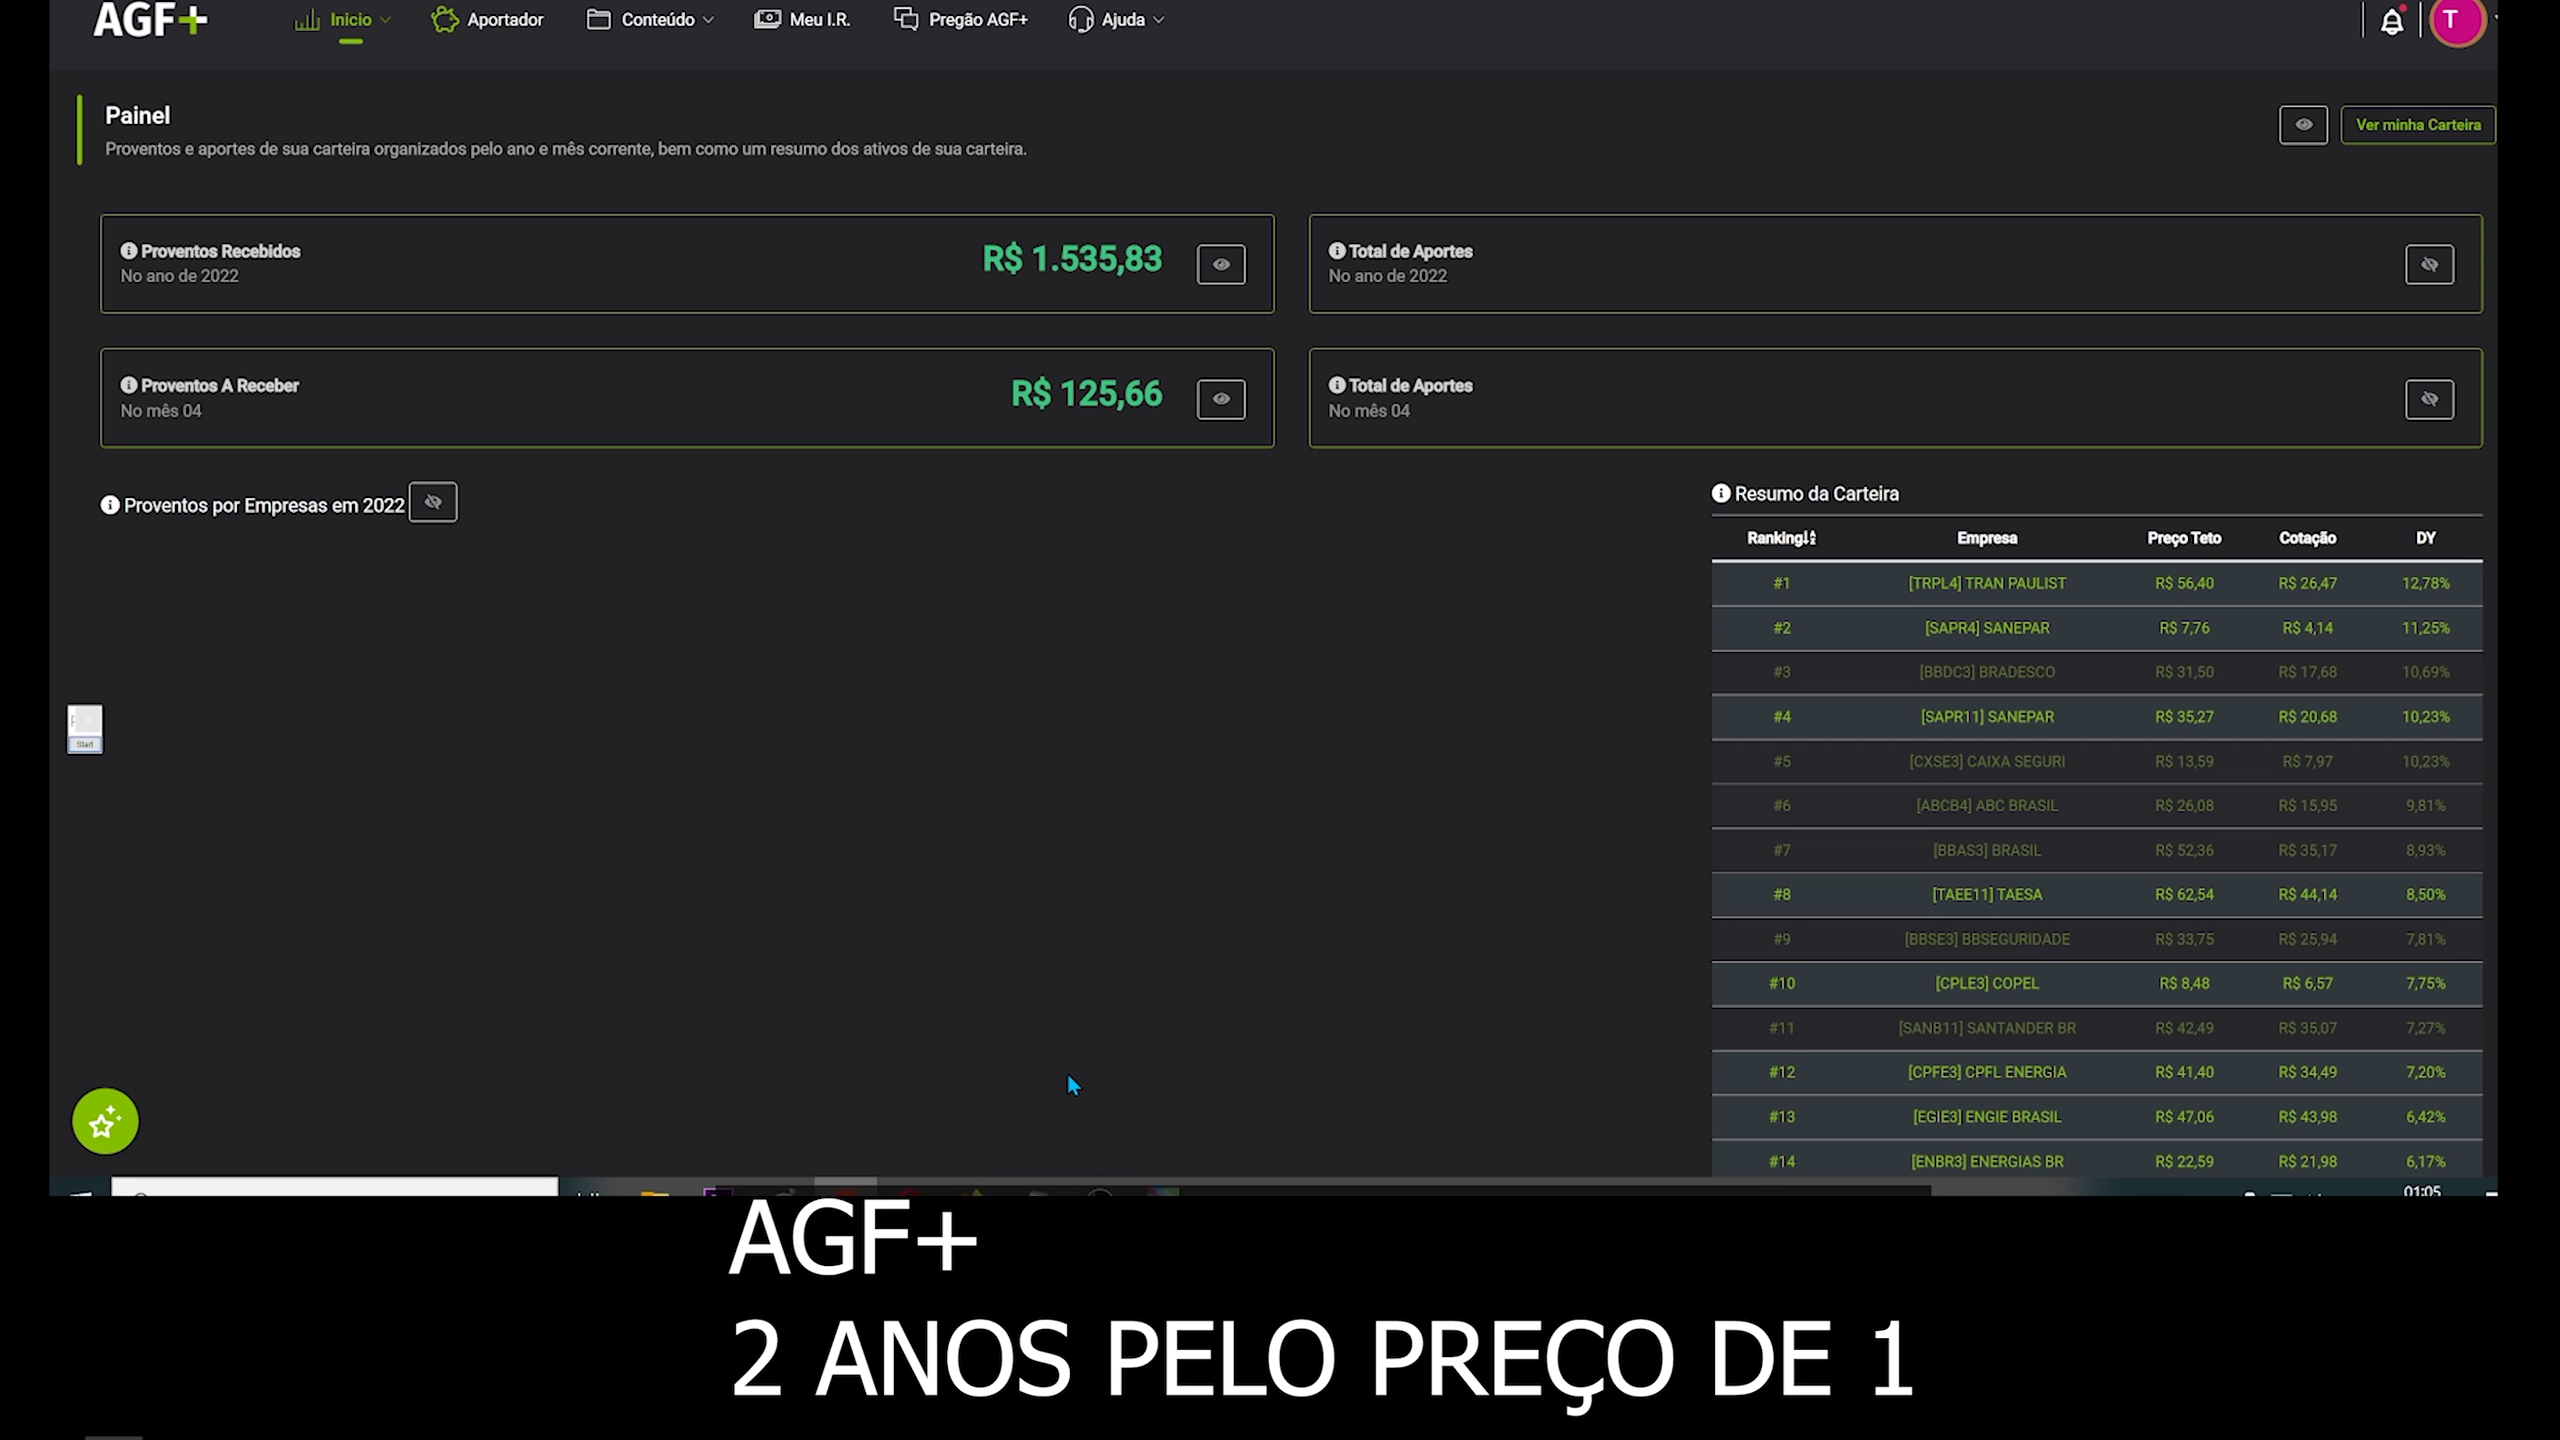 AGF+ Inicio Aportador Conteúdo Meu I.R. Pregão AGF+ Ajuda T
Painel
Proventos e aportes de sua carteira organizados pelo ano e mês corrente, bem como um resumo dos ativos de sua carteira.
Ver minha Carteira
Proventos Recebidos
No ano de 2022
R$ 1.535,83
Total de Aportes
No ano de 2022
Proventos A Receber
No mês 04
R$ 125,66
Total de Aportes
No mês 04
Proventos por Empresas em 2022
Start
Resumo da Carteira
Ranking Empresa Preço Teto Cotação DY
#1 [TRPL4] TRAN PAULIST R$ 56,40 R$ 26,47 12,78%
#2 [SAPR4] SANEPAR R$ 7,76 R$ 4,14 11,25%
#3 [BBDC3] BRADESCO R$ 31,50 R$ 17,68 10,69%
#4 [SAPR11] SANEPAR R$ 35,27 R$ 20,68 10,23%
#5 [CXSE3] CAIXA SEGURI R$ 13,59 R$ 7,97 10,23%
#6 [ABCB4] ABC BRASIL R$ 26,08 R$ 15,95 9,81%
#7 [BBAS3] BRASIL R$ 52,36 R$ 35,17 8,93%
#8 [TAEE11] TAESA R$ 62,54 R$ 44,14 8,50%
#9 [BBSE3] BBSEGURIDADE R$ 33,75 R$ 25,94 7,81%
#10 [CPLE3] COPEL R$ 8,48 R$ 6,57 7,75%
#11 [SANB11] SANTANDER BR R$ 42,49 R$ 35,07 7,27%
#12 [CPFE3] CPFL ENERGIA R$ 41,40 R$ 34,49 7,20%
#13 [EGIE3] ENGIE BRASIL R$ 47,06 R$ 43,98 6,42%
#14 [ENBR3] ENERGIAS BR R$ 22,59 R$ 21,98 6,17%
01:05
AGF+
2 ANOS PELO PREÇO DE 1